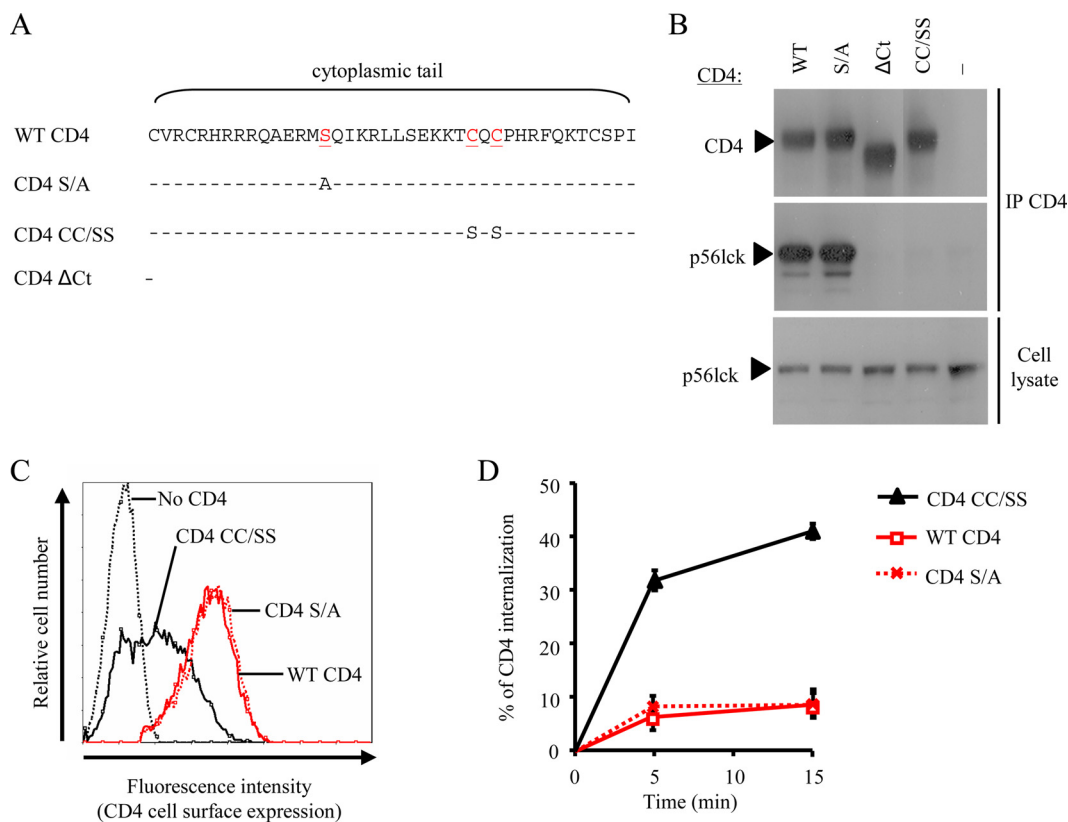 A
cytoplasmic tail
WT CD4 CVRCRHRRRQAERMSQIKRLLSEKKTCQCPHRFQKTCSPI
CD4 S/A --------------A-------------------------
CD4 CC/SS --------------------------S-S-----------
CD4 ΔCt -
B
CD4: WT S/A ΔCt CC/SS –
CD4
p56lck
IP CD4
p56lck
Cell
lysate
C
Relative cell number
No CD4
CD4 CC/SS
CD4 S/A
WT CD4
Fluorescence intensity
(CD4 cell surface expression)
D
% of CD4 internalization
50
40
30
20
10
0
0 5 10 15
Time (min)
CD4 CC/SS
WT CD4
CD4 S/A